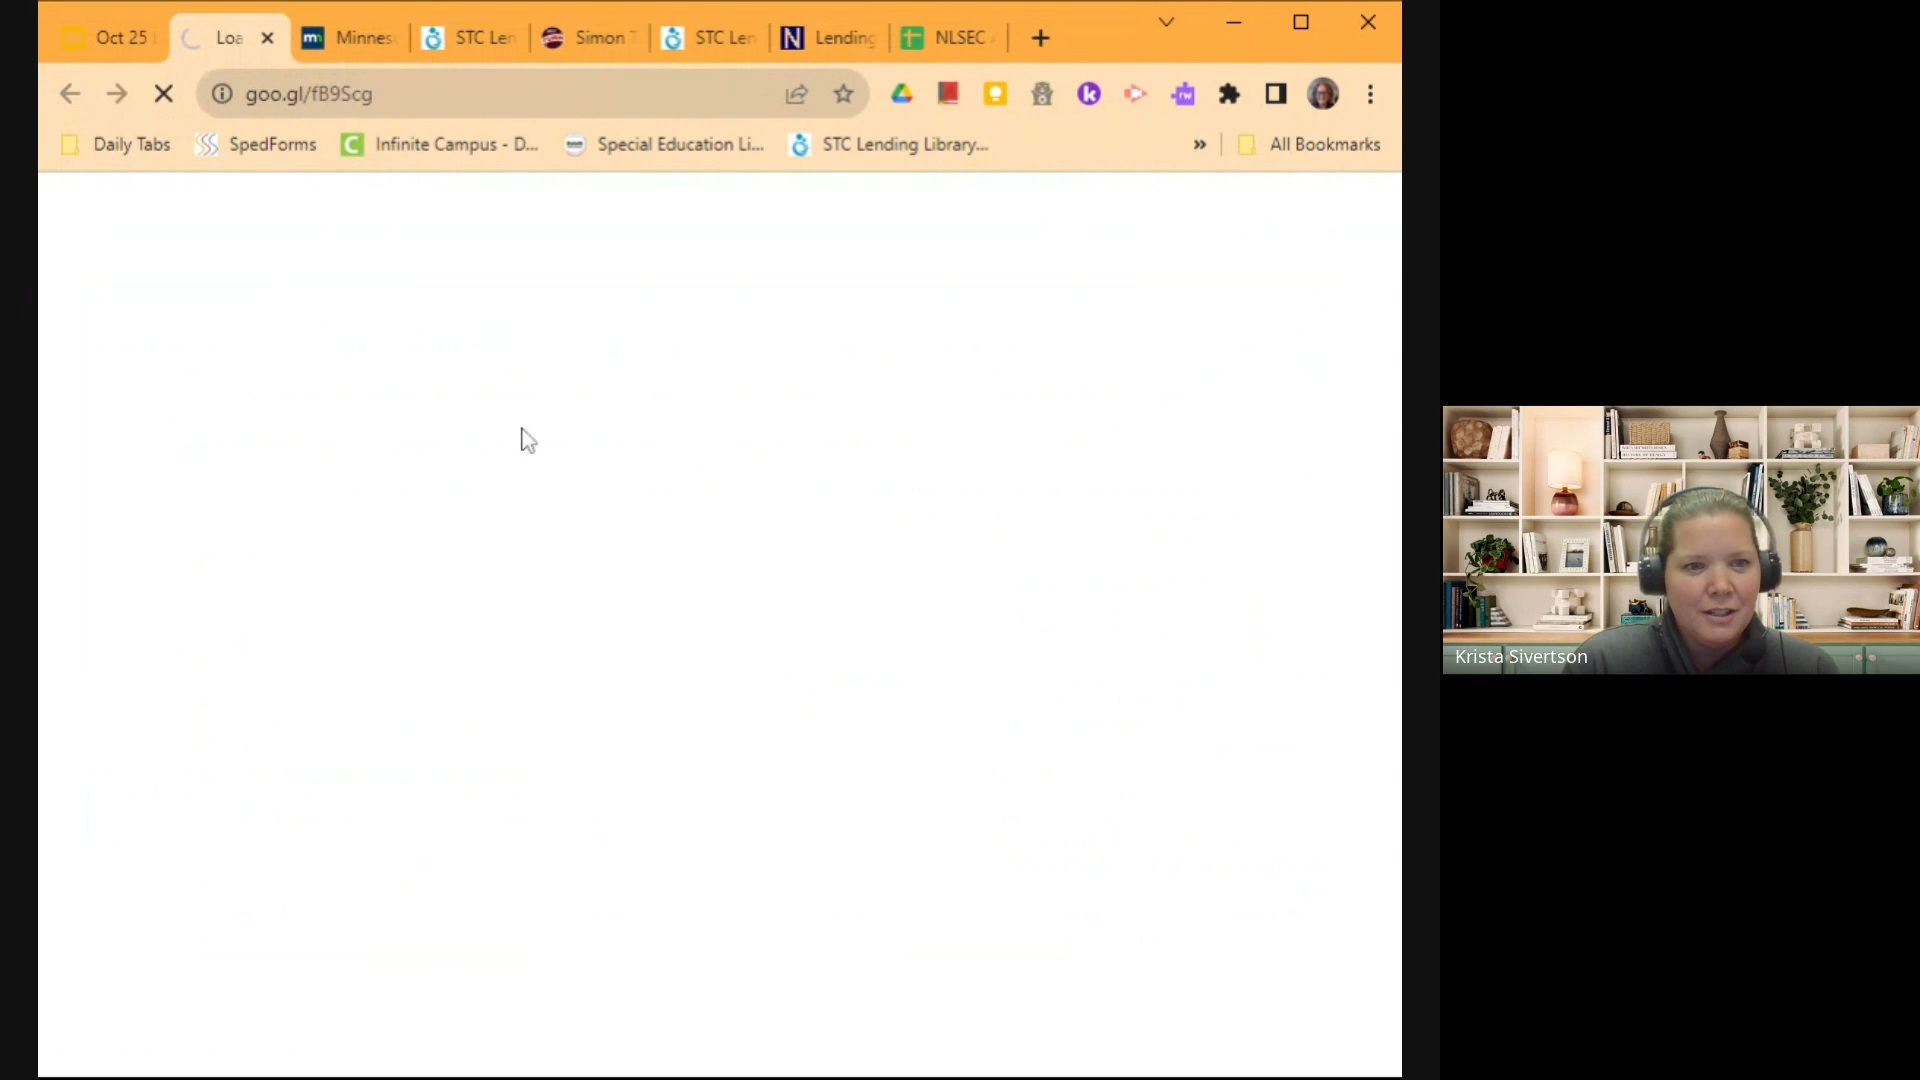 Oct 25
Loa
Minnes
STC Len
Simon T
STC Len
Lending
NLSEC
goo.gl/fB9Scg
Daily Tabs
SpedForms
Infinite Campus - D...
Special Education Li...
STC Lending Library...
»
All Bookmarks
Krista Sivertson